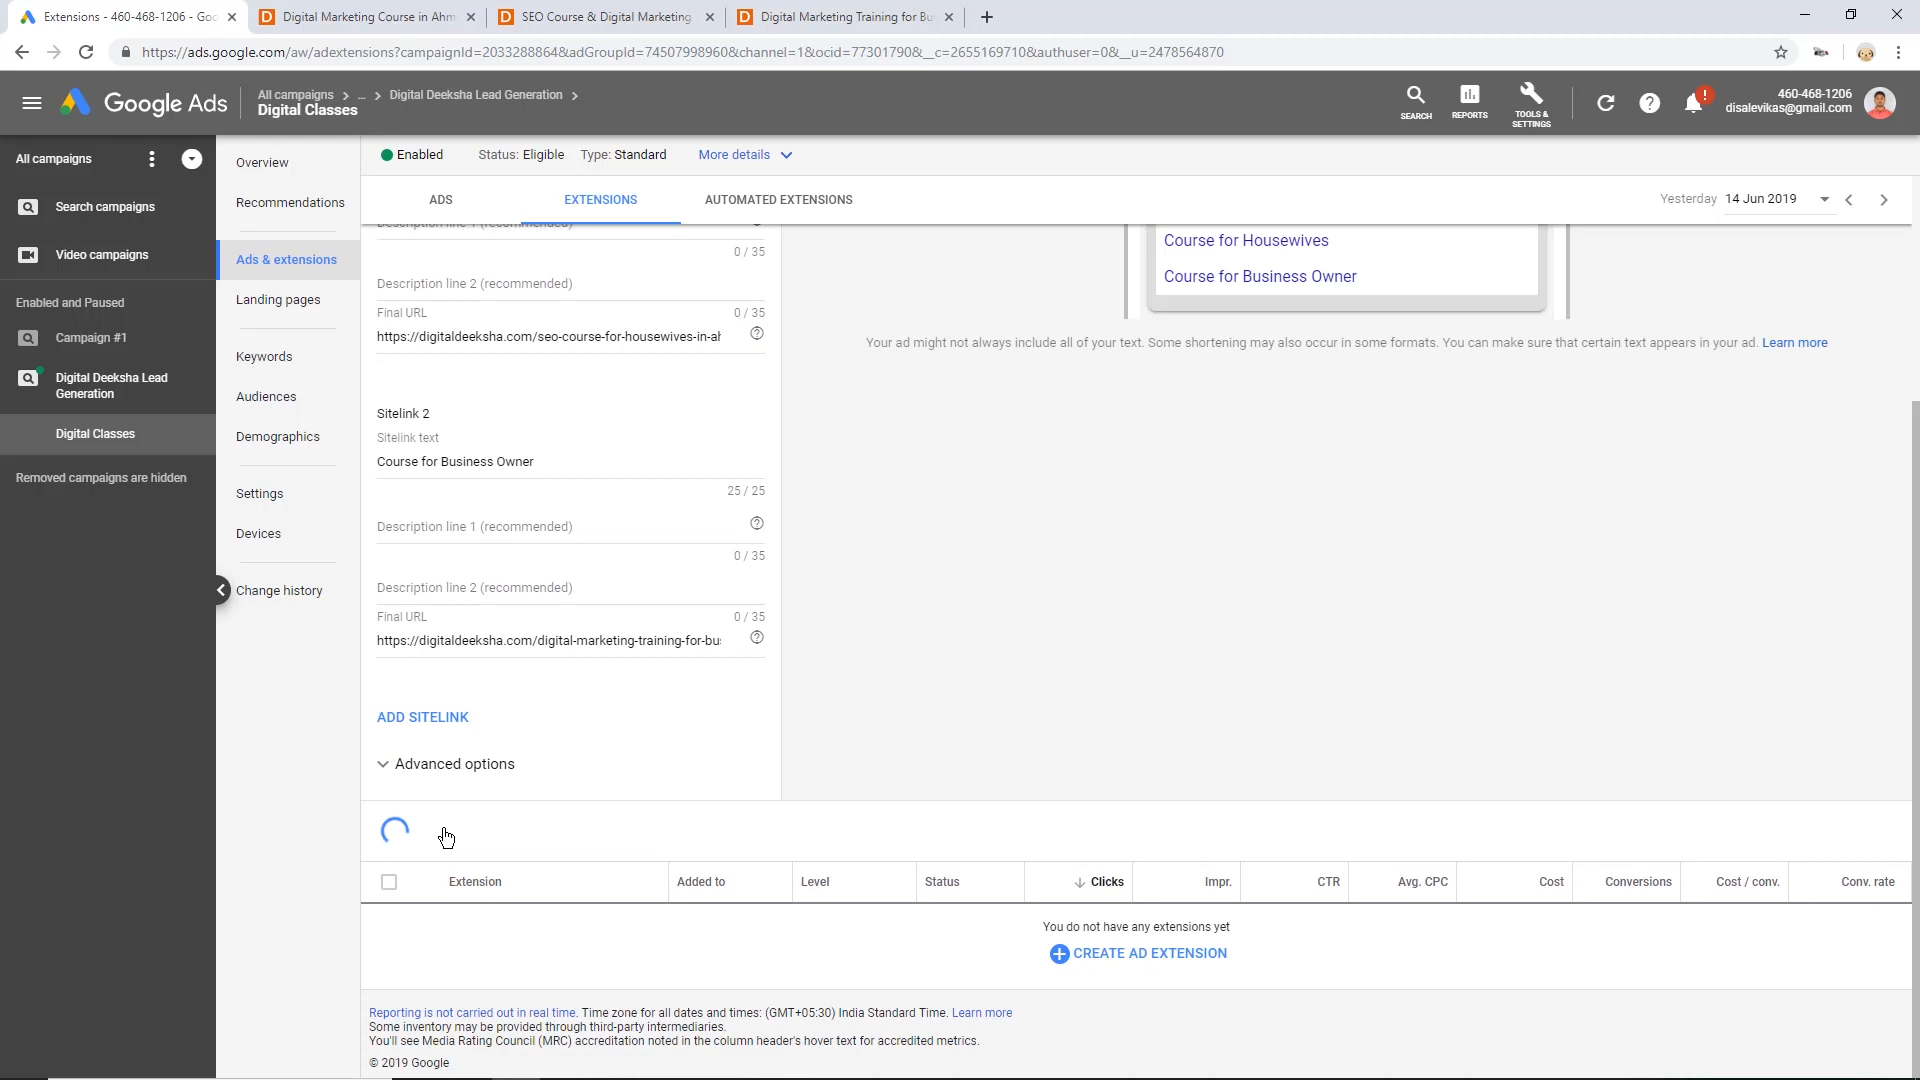 Extensions - 460-468-1206 - Goo
Digital Marketing Course in Ahm
SEO Course & Digital Marketing
Digital Marketing Training for Bu
https://ads.google.com/aw/adextensions?campaignId=2033288864&adGroupId=74507998960&channel=1&ocid=77301790&__c=2655169710&authuser=0&__u=2478564870
Google Ads
All campaigns > ... > Digital Deeksha Lead Generation >
Digital Classes
SEARCH
REPORTS
TOOLS &
SETTINGS
460-468-1206
disalevikas@gmail.com
All campaigns
Search campaigns
Video campaigns
Enabled and Paused
Campaign #1
Digital Deeksha Lead
Generation
Digital Classes
Removed campaigns are hidden
Overview
Recommendations
Ads & extensions
Landing pages
Keywords
Audiences
Demographics
Settings
Devices
Change history
Enabled Status: Eligible Type: Standard More details
ADS EXTENSIONS AUTOMATED EXTENSIONS
Yesterday 14 Jun 2019
Description line 1 (recommended)
0 / 35
Description line 2 (recommended)
Final URL 0 / 35
https://digitaldeeksha.com/seo-course-for-housewives-in-ah
Sitelink 2
Sitelink text
Course for Business Owner
25 / 25
Description line 1 (recommended)
0 / 35
Description line 2 (recommended)
Final URL 0 / 35
https://digitaldeeksha.com/digital-marketing-training-for-bus
ADD SITELINK
Advanced options
Course for Housewives
Course for Business Owner
Your ad might not always include all of your text. Some shortening may also occur in some formats. You can make sure that certain text appears in your ad. Learn more
Extension Added to Level Status Clicks Impr. CTR Avg. CPC Cost Conversions Cost / conv. Conv. rate
You do not have any extensions yet
CREATE AD EXTENSION
Reporting is not carried out in real time. Time zone for all dates and times: (GMT+05:30) India Standard Time. Learn more
Some inventory may be provided through third-party intermediaries.
You'll see Media Rating Council (MRC) accreditation noted in the column header's hover text for accredited metrics.
© 2019 Google